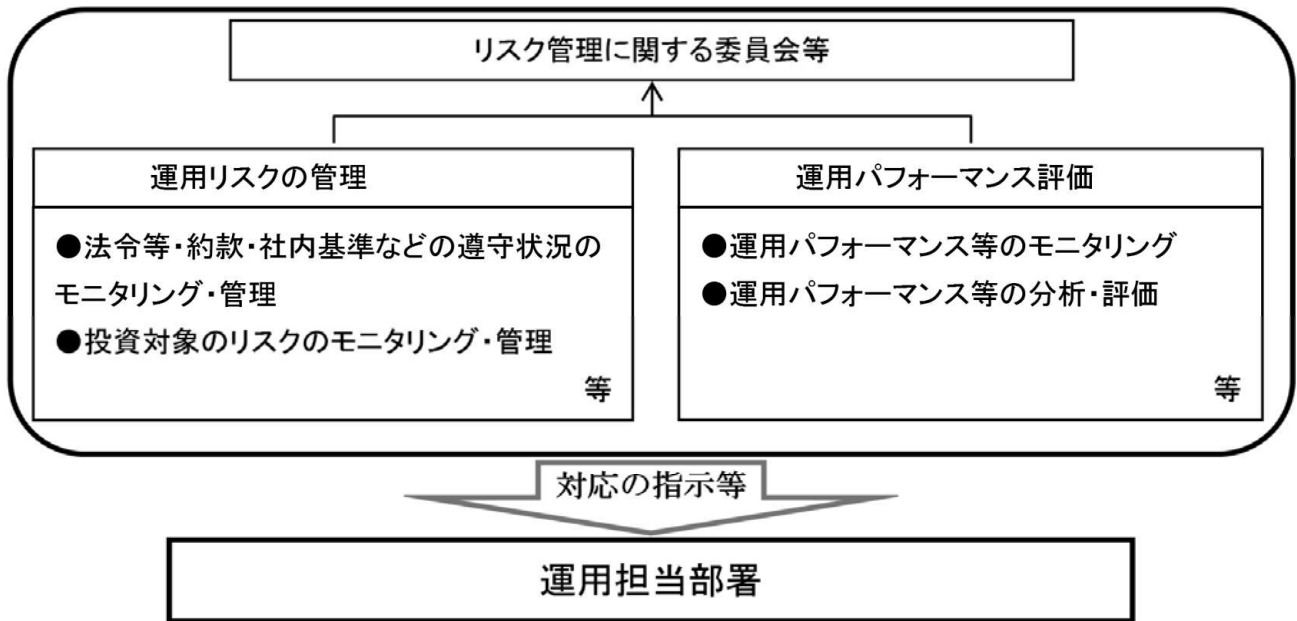 リスク管理に関する委員会等
運用リスクの管理
●法令等・約款・社内基準などの遵守状況の
モニタリング・管理
●投資対象のリスクのモニタリング・管理
等
運用パフォーマンス評価
●運用パフォーマンス等のモニタリング
●運用パフォーマンス等の分析・評価
等
対応の指示等
運用担当部署